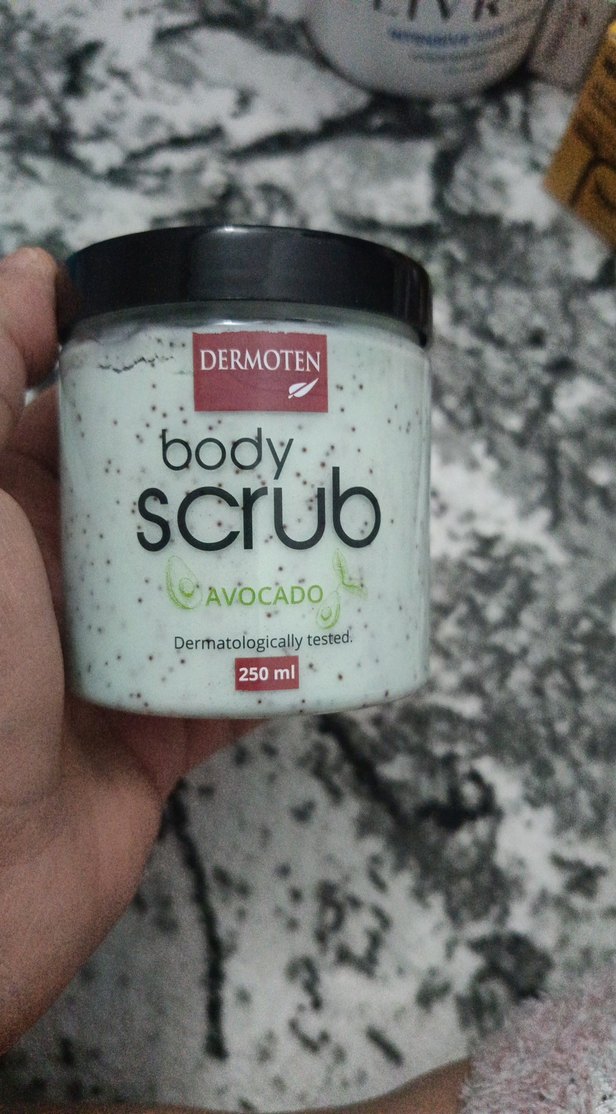 DERMOTEN
body
scrub
AVOCADO
Dermatologically tested.
250 ml